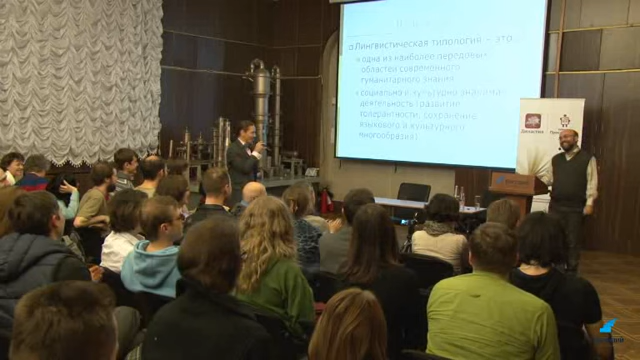 Лингвистическая типология – это...
одна из наиболее передовых
областей современного
гуманитарного знания
социально и культурно значимая
деятельность (развитие
толерантности, сохранение
языкового и культурного
многообразия)